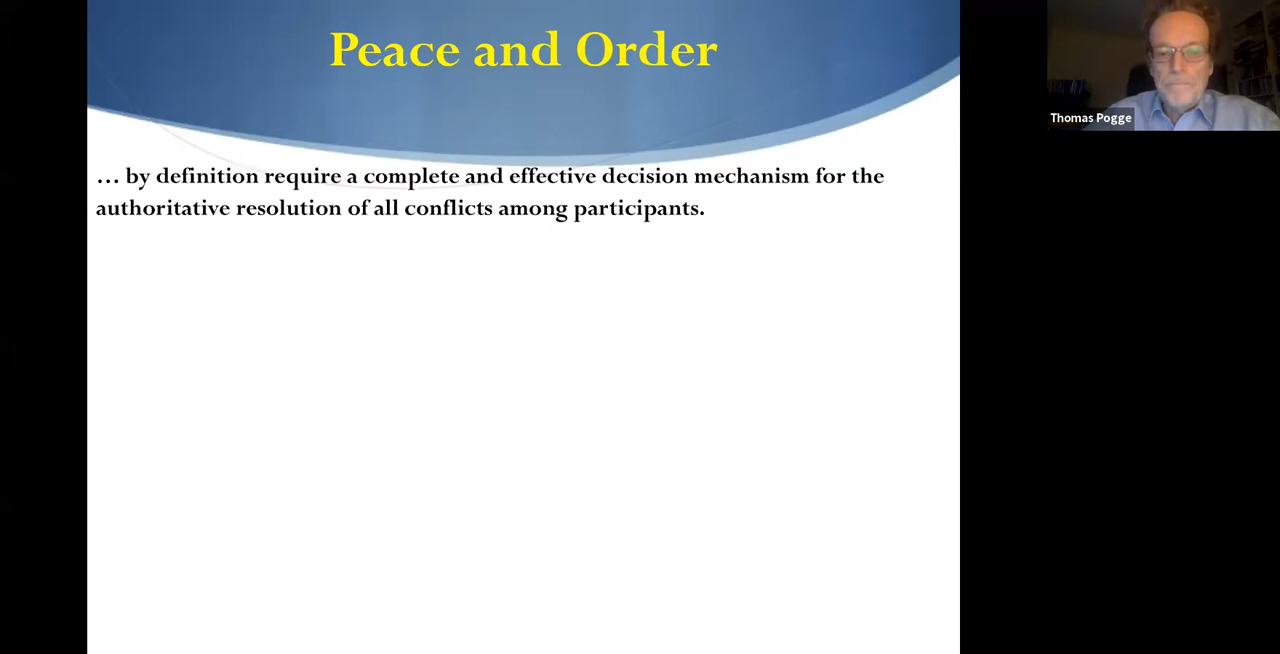 Peace and Order
Thomas Pogge
… by definition require a complete and effective decision mechanism for the
authoritative resolution of all conflicts among participants.